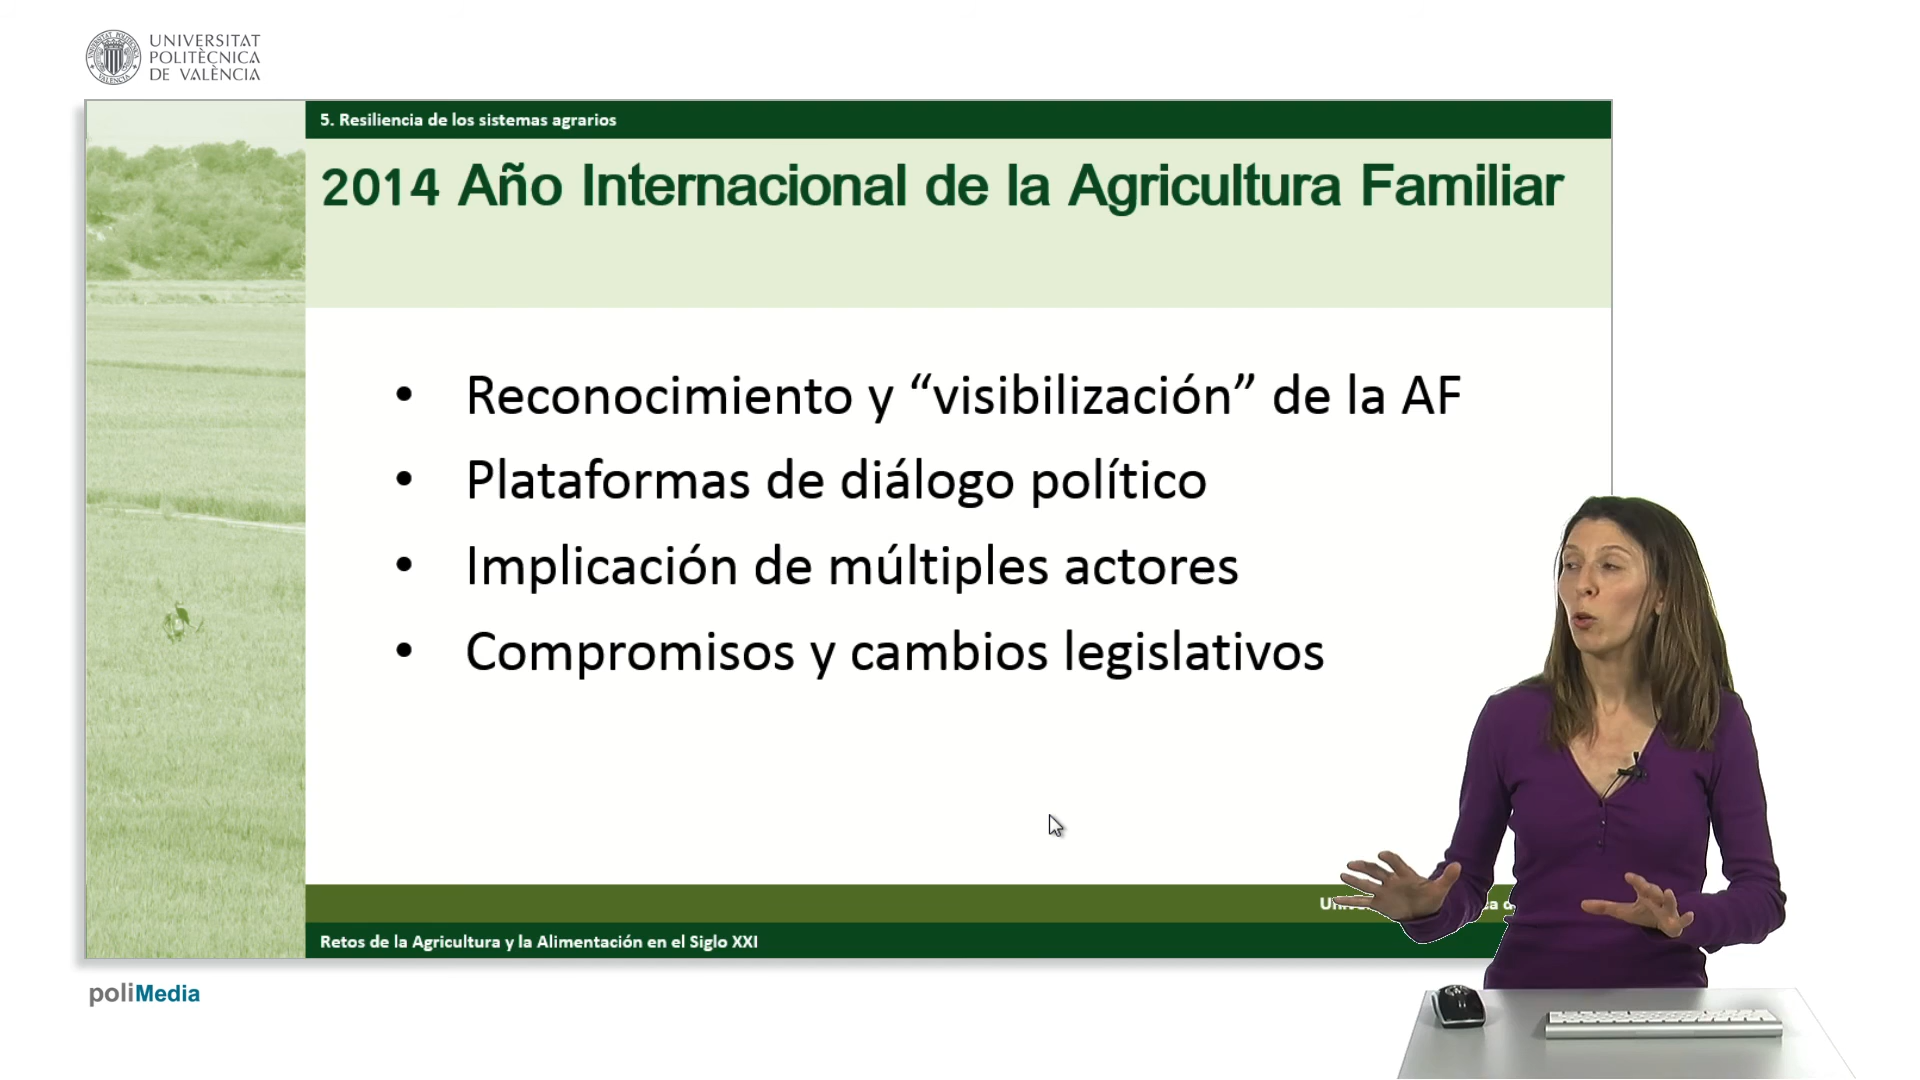 UNIVERSITAT
POLITÈCNICA
DE VALÈNCIA
5. Resiliencia de los sistemas agrarios
2014 Año Internacional de la Agricultura Familiar
• Reconocimiento y “visibilización” de la AF
• Plataformas de diálogo político
• Implicación de múltiples actores
• Compromisos y cambios legislativos
Retos de la Agricultura y la Alimentación en el Siglo XXI
poliMedia